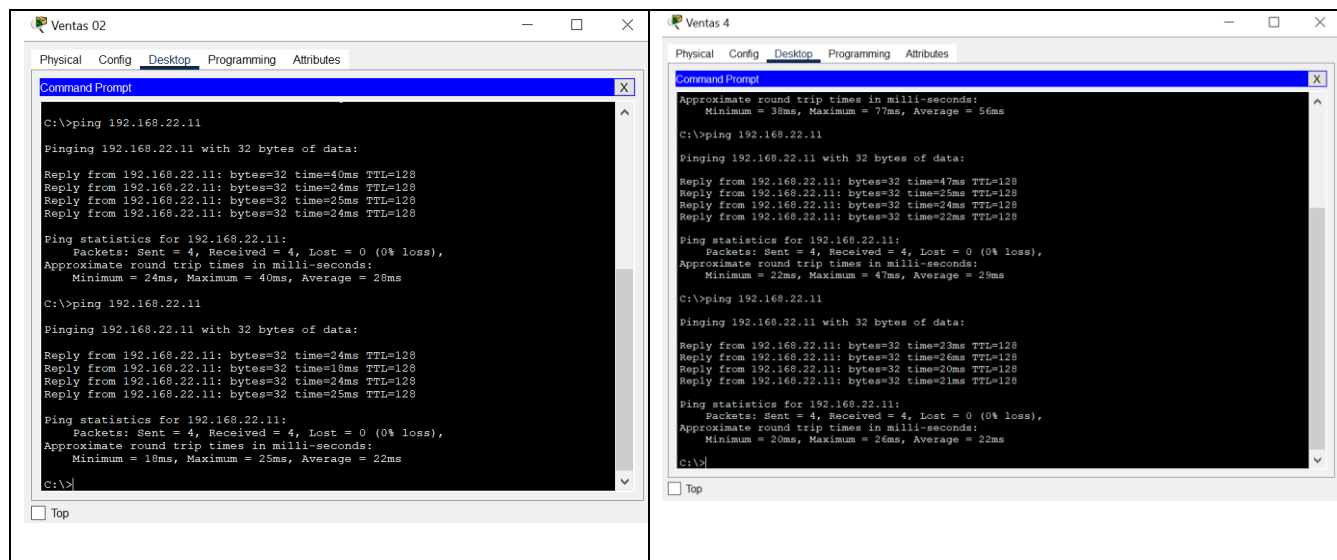 Ventas 02
Physical Config Desktop Programming Attributes
Command Prompt X
C:\>ping 192.168.22.11
Pinging 192.168.22.11 with 32 bytes of data:
Reply from 192.168.22.11: bytes=32 time=40ms TTL=128
Reply from 192.168.22.11: bytes=32 time=24ms TTL=128
Reply from 192.168.22.11: bytes=32 time=25ms TTL=128
Reply from 192.168.22.11: bytes=32 time=24ms TTL=128
Ping statistics for 192.168.22.11:
Packets: Sent = 4, Received = 4, Lost = 0 (0% loss),
Approximate round trip times in milli-seconds:
Minimum = 24ms, Maximum = 40ms, Average = 28ms
C:\>ping 192.168.22.11
Pinging 192.168.22.11 with 32 bytes of data:
Reply from 192.168.22.11: bytes=32 time=24ms TTL=128
Reply from 192.168.22.11: bytes=32 time=18ms TTL=128
Reply from 192.168.22.11: bytes=32 time=24ms TTL=128
Reply from 192.168.22.11: bytes=32 time=25ms TTL=128
Ping statistics for 192.168.22.11:
Packets: Sent = 4, Received = 4, Lost = 0 (0% loss),
Approximate round trip times in milli-seconds:
Minimum = 18ms, Maximum = 25ms, Average = 22ms
C:\>
Top
Ventas 4
Physical Config Desktop Programming Attributes
Command Prompt X
Approximate round trip times in milli-seconds:
Minimum = 38ms, Maximum = 77ms, Average = 56ms
C:\>ping 192.168.22.11
Pinging 192.168.22.11 with 32 bytes of data:
Reply from 192.168.22.11: bytes=32 time=47ms TTL=128
Reply from 192.168.22.11: bytes=32 time=25ms TTL=128
Reply from 192.168.22.11: bytes=32 time=24ms TTL=128
Reply from 192.168.22.11: bytes=32 time=22ms TTL=128
Ping statistics for 192.168.22.11:
Packets: Sent = 4, Received = 4, Lost = 0 (0% loss),
Approximate round trip times in milli-seconds:
Minimum = 22ms, Maximum = 47ms, Average = 29ms
C:\>ping 192.168.22.11
Pinging 192.168.22.11 with 32 bytes of data:
Reply from 192.168.22.11: bytes=32 time=23ms TTL=128
Reply from 192.168.22.11: bytes=32 time=26ms TTL=128
Reply from 192.168.22.11: bytes=32 time=20ms TTL=128
Reply from 192.168.22.11: bytes=32 time=21ms TTL=128
Ping statistics for 192.168.22.11:
Packets: Sent = 4, Received = 4, Lost = 0 (0% loss),
Approximate round trip times in milli-seconds:
Minimum = 20ms, Maximum = 26ms, Average = 22ms
C:\>
Top